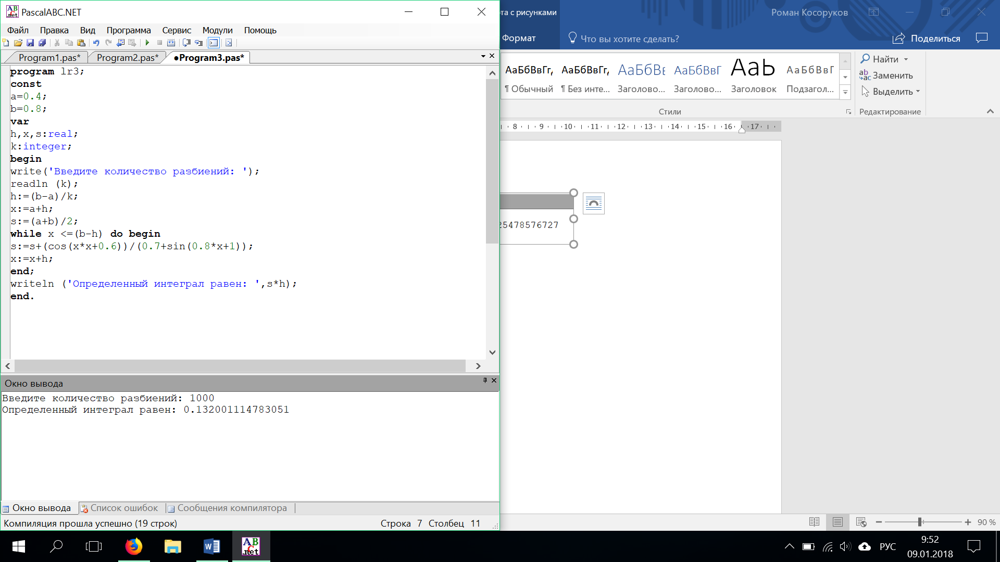 PascalABC.NET
Файл Правка Вид Программа Сервис Модули Помощь
Program1.pas* Program2.pas* ●Program3.pas*
program lr3;
const
a=0.4;
b=0.8;
var
h,x,s:real;
k:integer;
begin
write('Введите количество разбиений: ');
readln (k);
h:=(b-a)/k;
x:=a+h;
s:=(a+b)/2;
while x <=(b-h) do begin
s:=s+(cos(x*x+0.6))/(0.7+sin(0.8*x+1));
x:=x+h;
end;
writeln ('Определенный интеграл равен: ',s*h);
end.
Окно вывода
Введите количество разбиений: 1000
Определенный интеграл равен: 0.132001114783051
Окно вывода Список ошибок Сообщения компилятора
Компиляция прошла успешно (19 строк) Строка 7 Столбец 11
с рисунками Роман Косоруков
Формат Что вы хотите сделать? Поделиться
АаБбВвГг, АаБбВвГг, АаБбВв АаБбВвГ Ааb АаБбВвГ
¶ Обычный ¶ Без инте... Заголово... Заголово... Заголовок Подзагол...
Стили
Найти
Заменить
Выделить
Редактирование
8 9 10 11 12 13 14 15 16 17
25478576727
90 %
РУС
9:52
09.01.2018